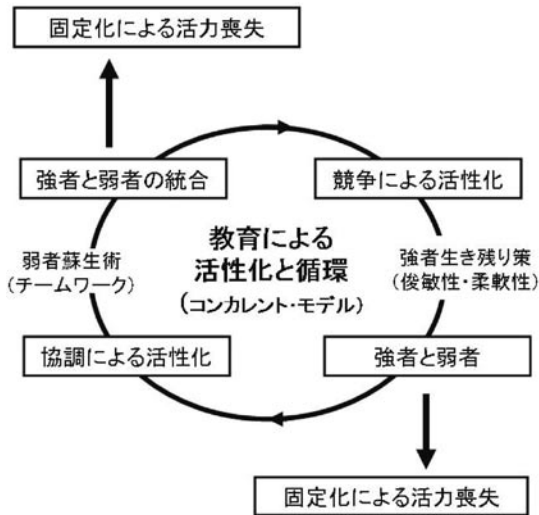 固定化による活力喪失
強者と弱者の統合
競争による活性化
教育による
活性化と循環
(コンカレント・モデル)
弱者蘇生術
(チームワーク)
強者生き残り策
(俊敏性・柔軟性)
協調による活性化
強者と弱者
固定化による活力喪失